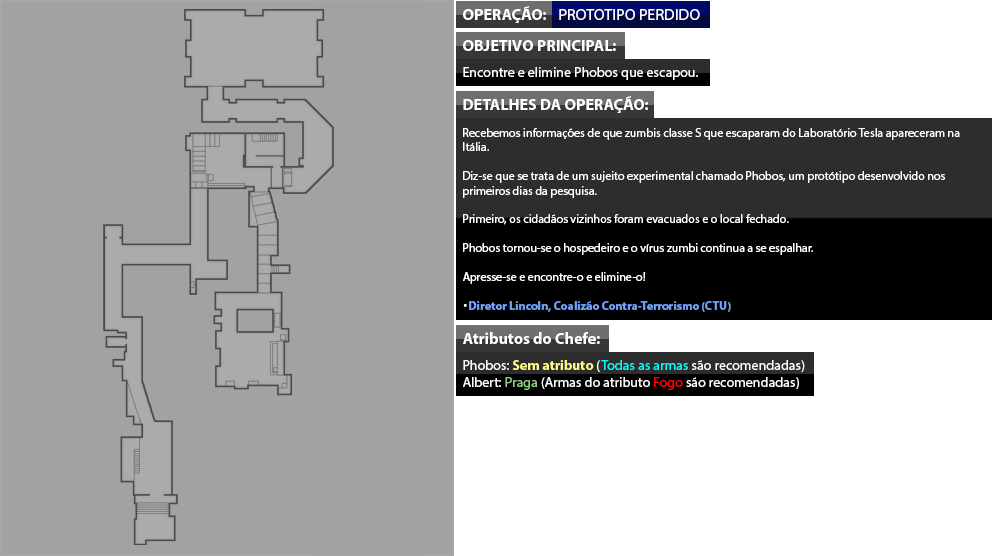 OPERAÇÃO: PROTOTIPO PERDIDO
OBJETIVO PRINCIPAL:
Encontre e elimine Phobos que escapou.
DETALHES DA OPERAÇÃO:
Recebemos informações de que zumbis classe S que escaparam do Laboratório Tesla apareceram na
Itália.
Diz-se que se trata de um sujeito experimental chamado Phobos, um protótipo desenvolvido nos
primeiros dias da pesquisa.
Primeiro, os cidadãos vizinhos foram evacuados e o local fechado.
Phobos tornou-se o hospedeiro e o vírus zumbi continua a se espalhar.
Apresse-se e encontre-o e elimine-o!
•Diretor Lincoln, Coalizão Contra-Terrorismo (CTU)
Atributos do Chefe:
Phobos: Sem atributo (Todas as armas são recomendadas)
Albert: Praga (Armas do atributo Fogo são recomendadas)